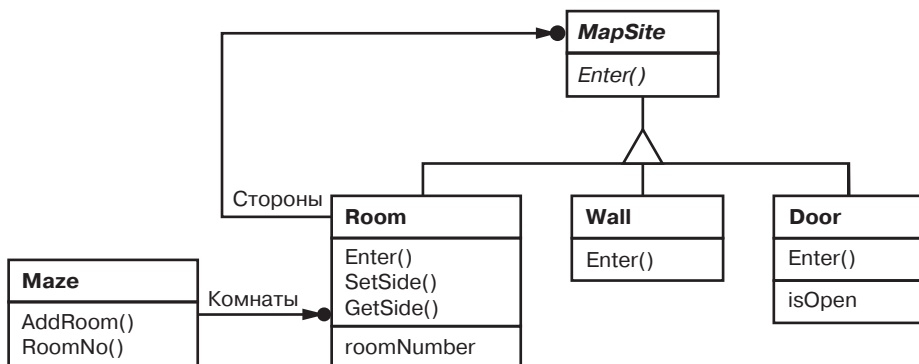 MapSite
Enter()
Стороны
Room
Enter()
SetSide()
GetSide()
roomNumber
Wall
Enter()
Door
Enter()
isOpen
Maze
AddRoom()
RoomNo()
Комнаты